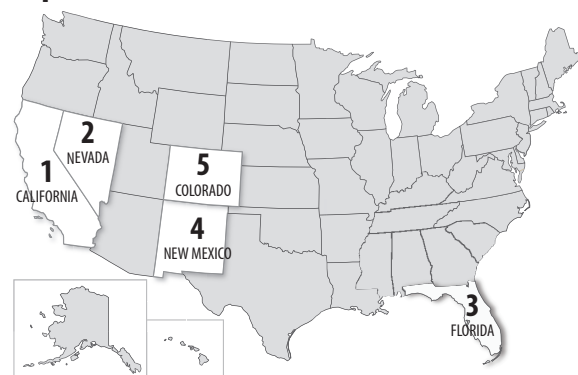 2
NEVADA
1
CALIFORNIA
5
COLORADO
4
NEW MEXICO
3
FLORIDA